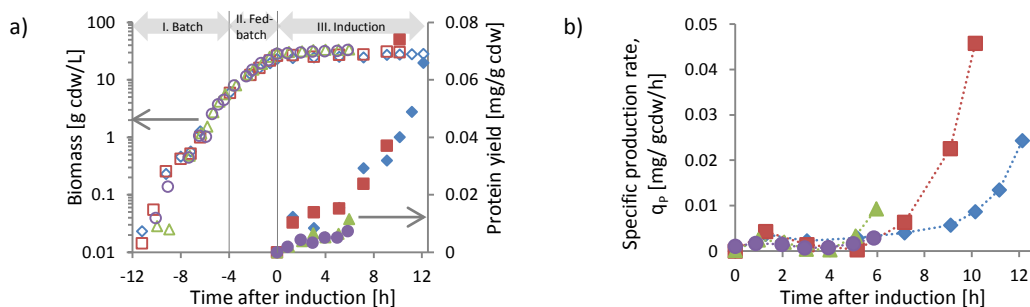 a)
I. Batch
II. Fed-
batch
III. Induction
Biomass [g cdw/L]
100
10
1
0.1
0.01
Protein yield [mg/g cdw]
0.08
0.06
0.04
0.02
0
-12 -8 -4 0 4 8 12
Time after induction [h]
b)
Specific production rate,
qp [mg/ gcdw/h]
0.05
0.04
0.03
0.02
0.01
0
0 2 4 6 8 10 12
Time after induction [h]